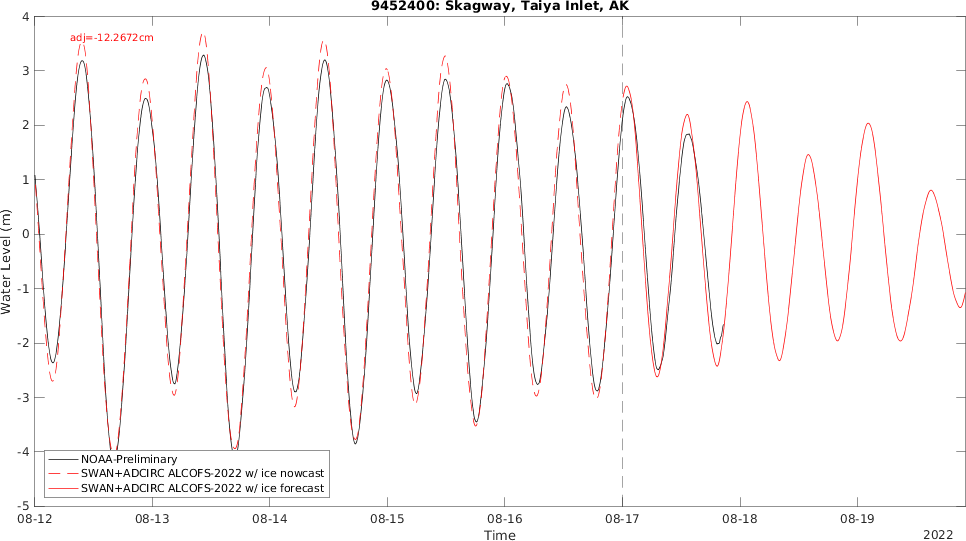 9452400: Skagway, Taiya Inlet, AK
adj=-12.2672cm
Water Level (m)
4
3
2
1
0
-1
-2
-3
-4
-5
NOAA-Preliminary
SWAN+ADCIRC ALCOFS-2022 w/ ice nowcast
SWAN+ADCIRC ALCOFS-2022 w/ ice forecast
08-12 08-13 08-14 08-15 08-16 08-17 08-18 08-19
Time
2022